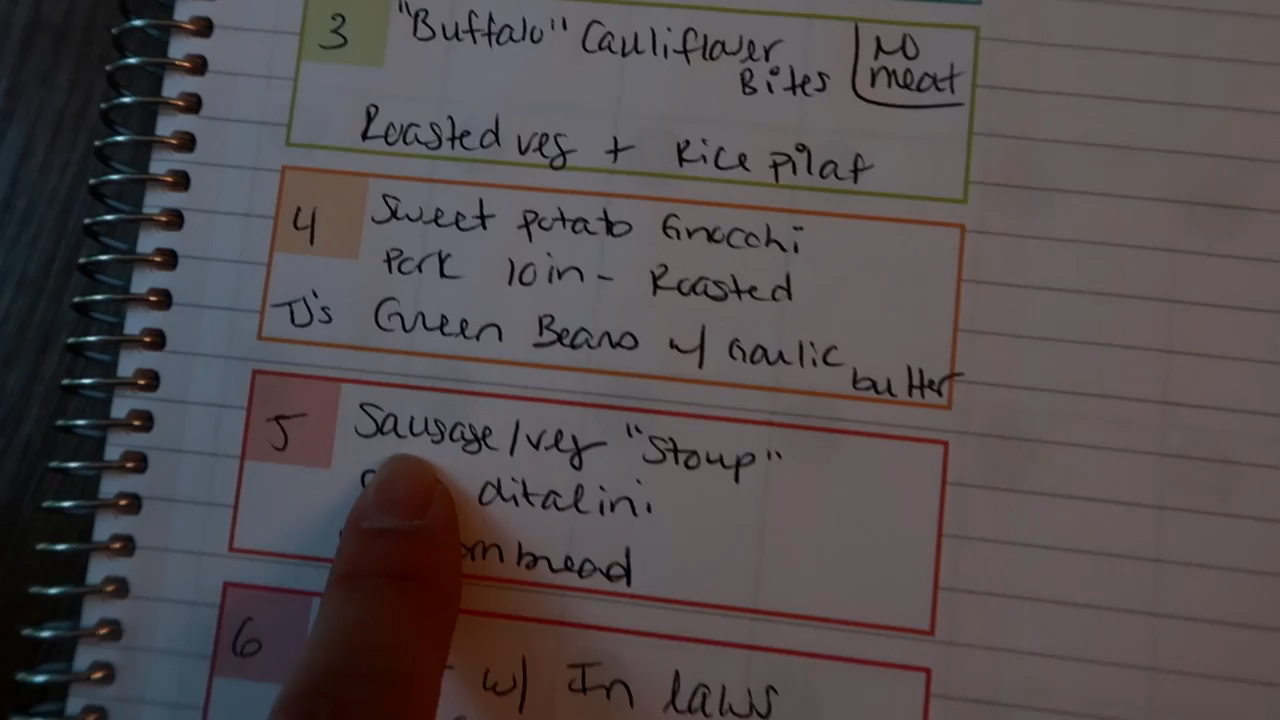 3 "Buffalo" Cauliflower
Bites
No
meat
Roasted veg + Rice pilaf
4 Sweet potato Gnocchi
Pork loin - Roasted
TJ's Green Beans w/ Garlic
butter
5 Sausage/veg "Stoup"
ditalini
6
w/ In laws